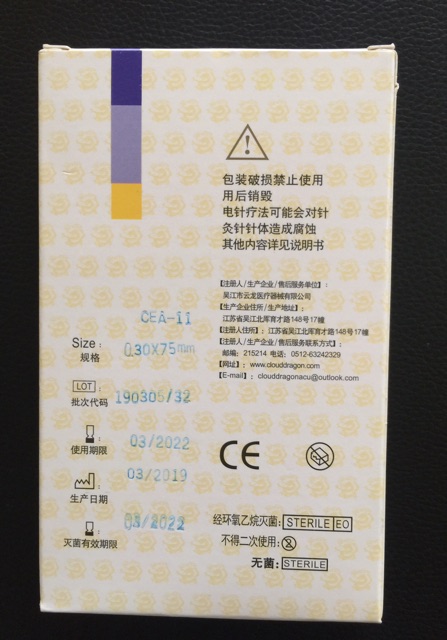 包装破损禁止使用
用后销毁
电针疗法可能会对针
灸针针体造成腐蚀
其他内容详见说明书
【注册人/生产企业/售后服务单位】:
吴江市云龙医疗器械有限公司
【生产企业住所/生产地址】:
江苏省吴江北厍育才路148号17幢
【注册人住所】: 江苏省吴江北厍育才路148号17幢
【注册人/生产企业/售后服务联系方式】:
邮编: 215214 电话: 0512-63242329
【网址】: www.clouddragon.com
【E-mail】: clouddragonacu@outlook.com
CEA-11
Size:
规格
0.30X75mm
LOT :
批次代码
190305/32
使用期限
03/2022
生产日期
03/2019
灭菌有效期限
03/2022
CE
经环氧乙烷灭菌: STERILE EO
不得二次使用: 2
无菌: STERILE